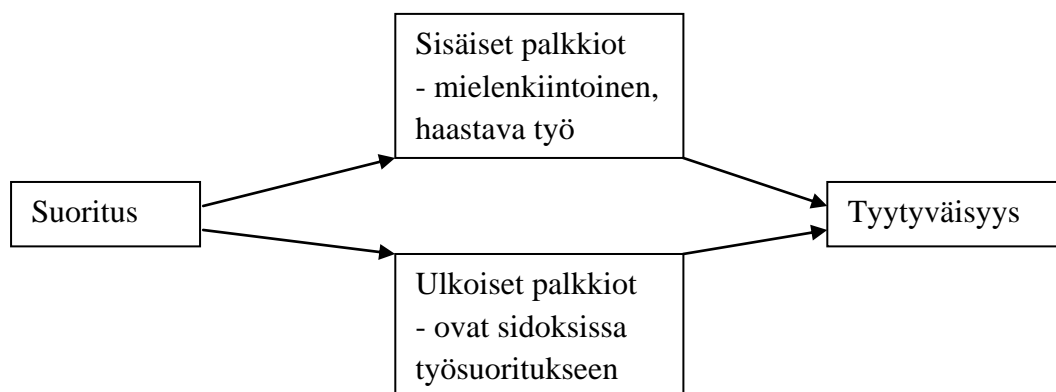 Sisäiset palkkiot
- mielenkiintoinen,
haastava työ
Suoritus
Tyytyväisyys
Ulkoiset palkkiot
- ovat sidoksissa
työsuoritukseen